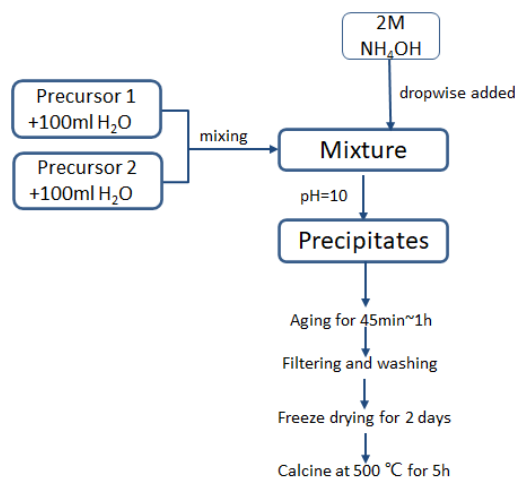 2M
NH₄OH
dropwise added
Precursor 1
+100ml H₂O
mixing
Precursor 2
+100ml H₂O
Mixture
pH=10
Precipitates
Aging for 45min~1h
Filtering and washing
Freeze drying for 2 days
Calcine at 500 ℃ for 5h